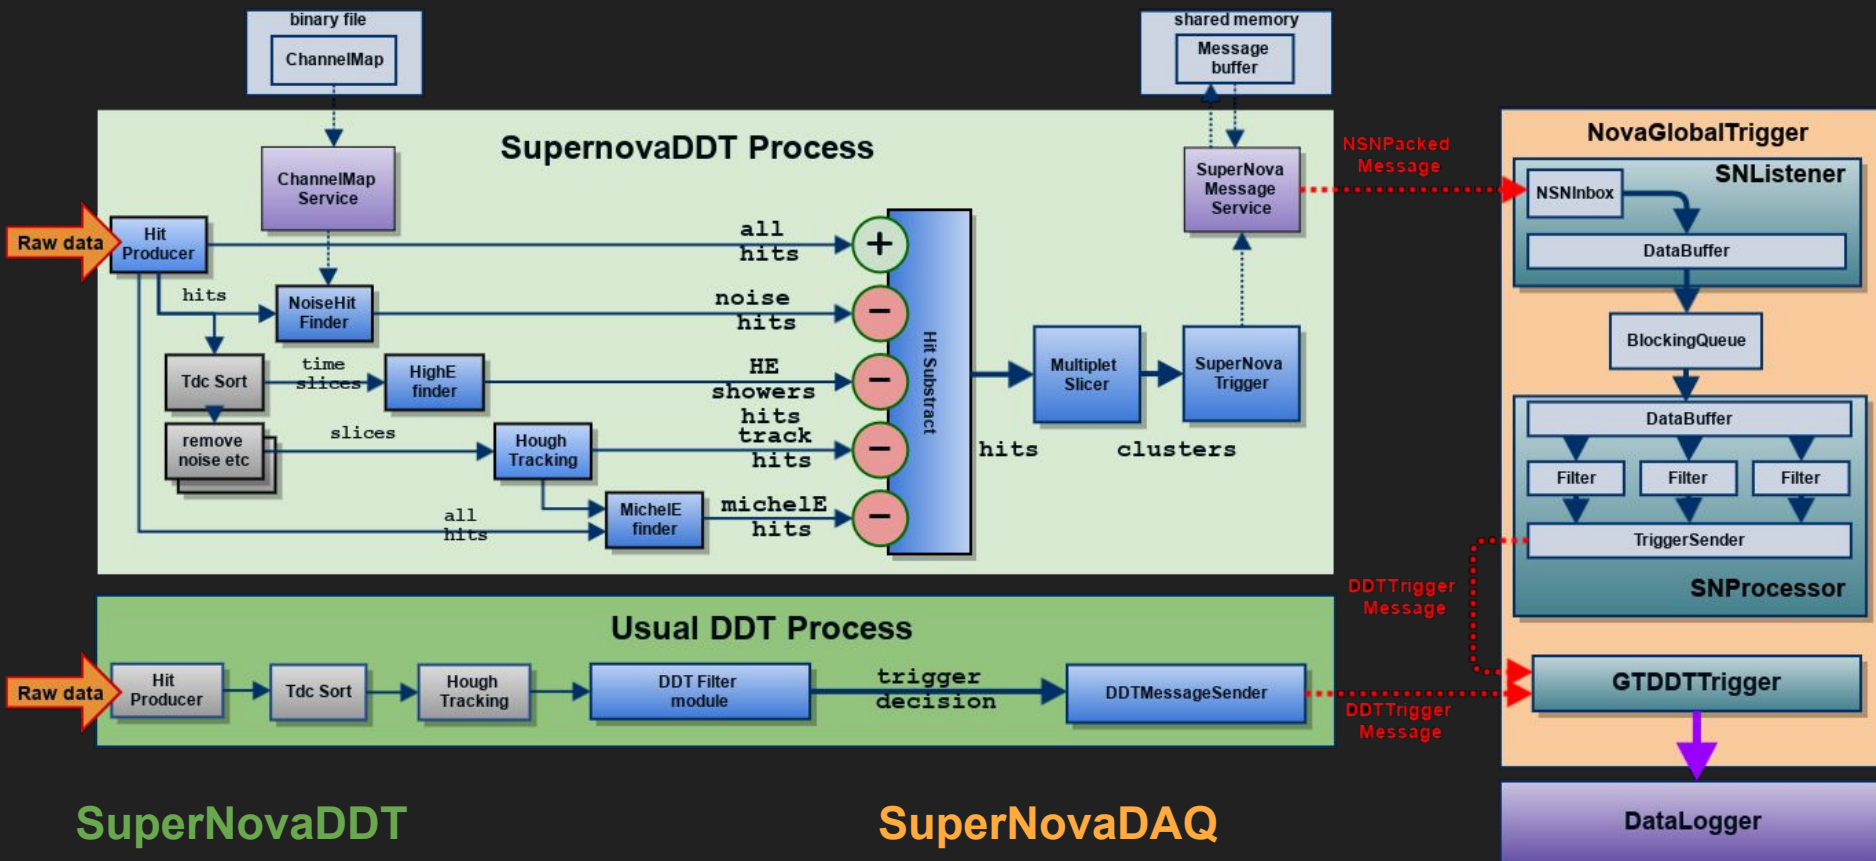 binary file
ChannelMap
shared memory
Message
buffer
SupernovaDDT Process
ChannelMap
Service
SuperNova
Message
Service
NSNPacked
Message
Raw data
Hit
Producer
all
hits
hits
NoiseHit
Finder
noise
hits
Tdc Sort
time
slices
HighE
finder
HE
showers
hits
remove
noise etc
slices
Hough
Tracking
track
hits
all
hits
MichelE
finder
michelE
hits
+
−
−
−
−
Hit Substract
hits
Multiplet
Slicer
clusters
SuperNova
Trigger
NovaGlobalTrigger
SNListener
NSNInbox
DataBuffer
BlockingQueue
DataBuffer
Filter
Filter
Filter
TriggerSender
SNProcessor
DDTTrigger
Message
GTDDTTrigger
Usual DDT Process
Raw data
Hit
Producer
Tdc Sort
Hough
Tracking
DDT Filter
module
trigger
decision
DDTMessageSender
DDTTrigger
Message
SuperNovaDDT
SuperNovaDAQ
DataLogger